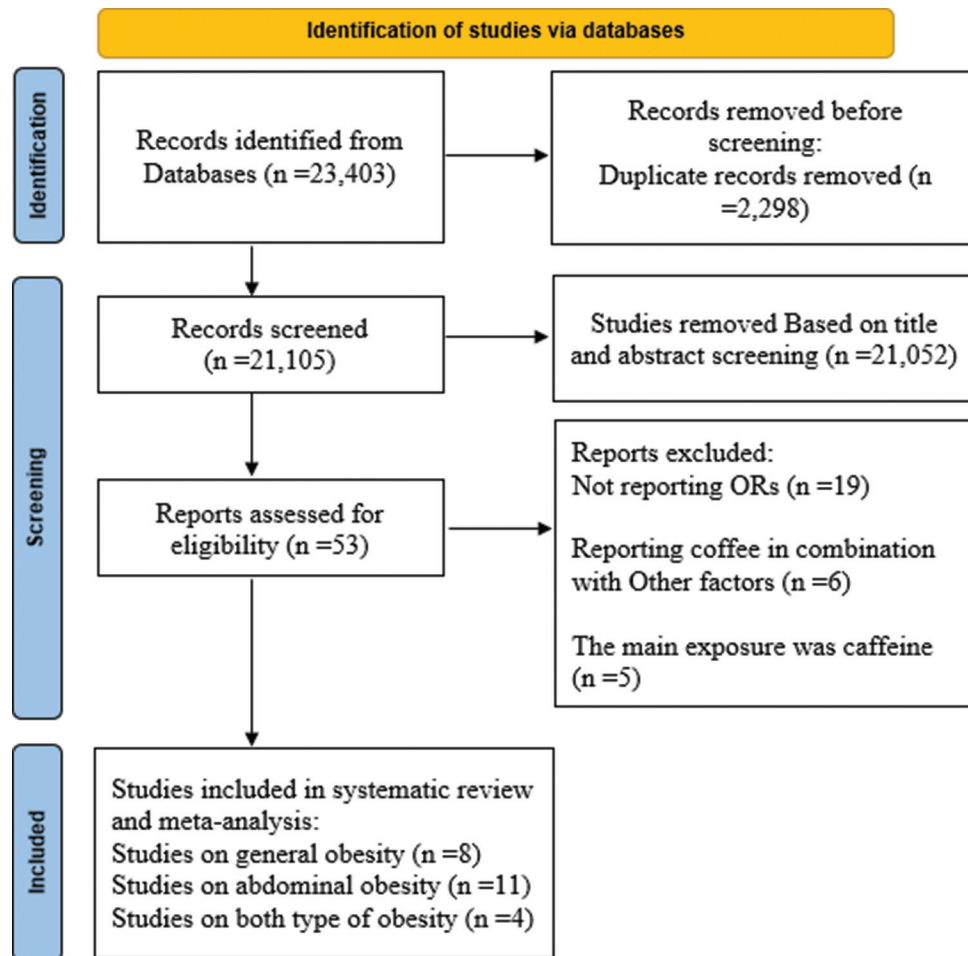 Identification of studies via databases
Identification
Records identified from
Databases (n =23,403)
Records removed before
screening:
Duplicate records removed (n
=2,298)
Screening
Records screened
(n =21,105)
Studies removed Based on title
and abstract screening (n =21,052)
Reports assessed for
eligibility (n =53)
Reports excluded:
Not reporting ORs (n =19)
Reporting coffee in combination
with Other factors (n =6)
The main exposure was caffeine
(n =5)
Included
Studies included in systematic review
and meta-analysis:
Studies on general obesity (n =8)
Studies on abdominal obesity (n =11)
Studies on both type of obesity (n =4)